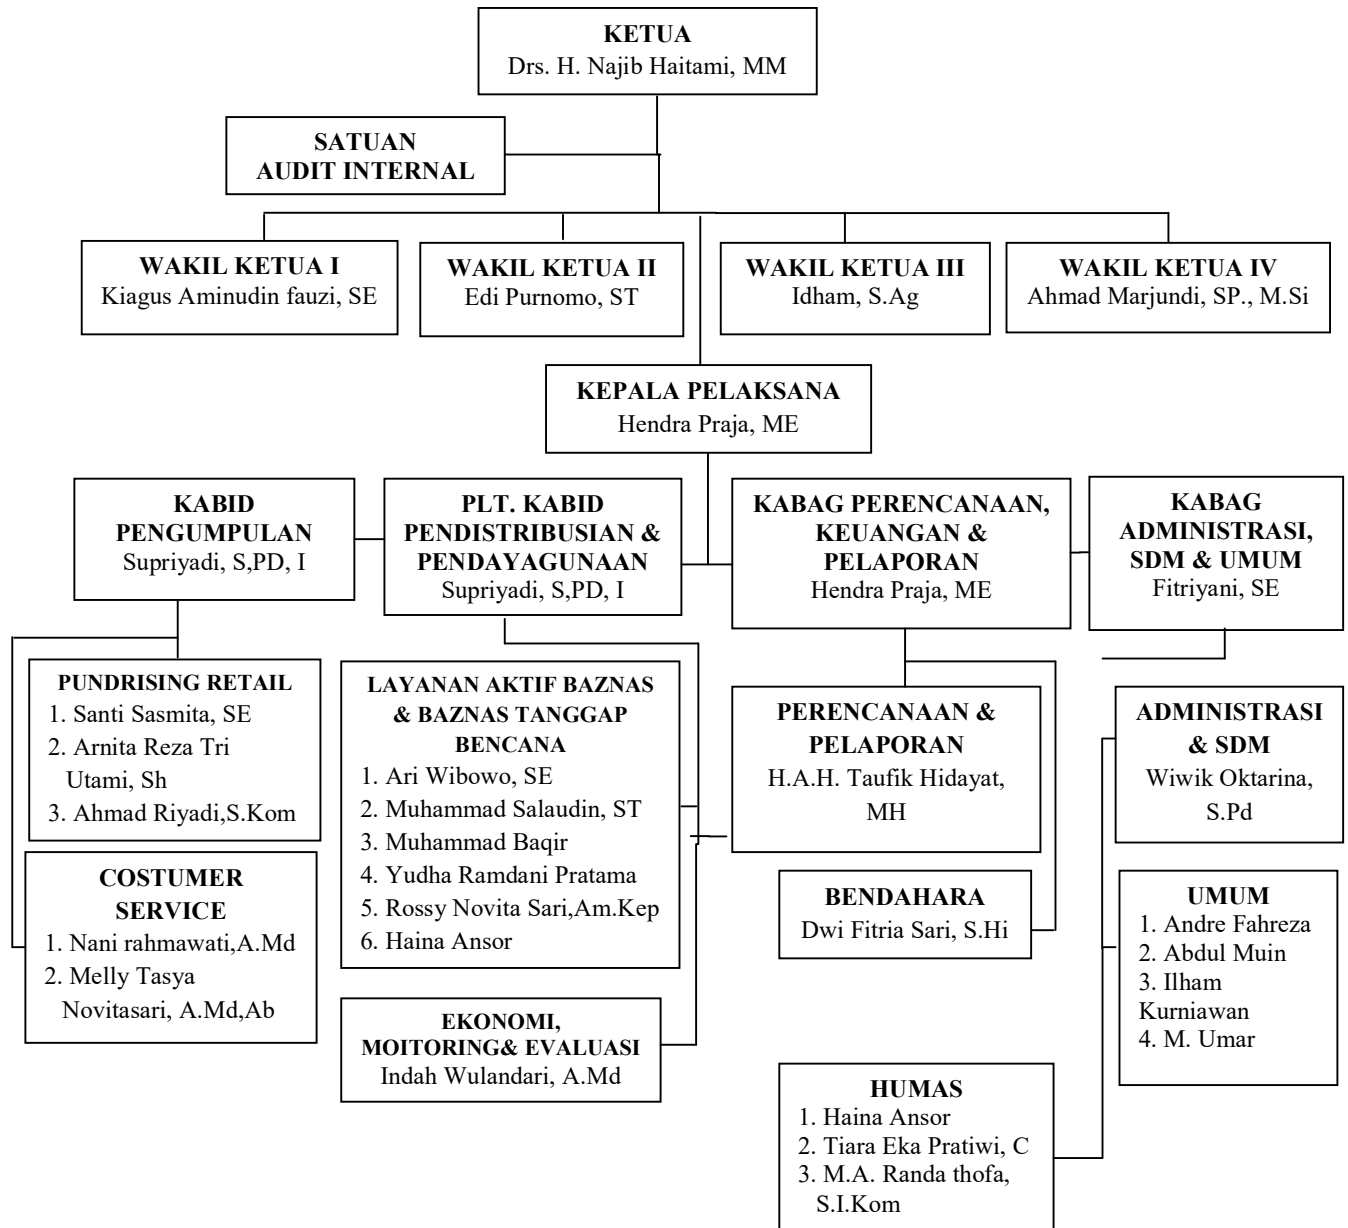 KETUA
Drs. H. Najib Haitami, MM
SATUAN
AUDIT INTERNAL
WAKIL KETUA I
Kiagus Aminudin fauzi, SE
WAKIL KETUA II
Edi Purnomo, ST
WAKIL KETUA III
Idham, S.Ag
WAKIL KETUA IV
Ahmad Marjundi, SP., M.Si
KEPALA PELAKSANA
Hendra Praja, ME
KABID
PENGUMPULAN
Supriyadi, S,PD, I
PLT. KABID
PENDISTRIBUSIAN &
PENDAYAGUNAAN
Supriyadi, S,PD, I
KABAG PERENCANAAN,
KEUANGAN &
PELAPORAN
Hendra Praja, ME
KABAG
ADMINISTRASI,
SDM & UMUM
Fitriyani, SE
PUNDRISING RETAIL
1. Santi Sasmita, SE
2. Arnita Reza Tri
Utami, Sh
3. Ahmad Riyadi,S.Kom
COSTUMER
SERVICE
1. Nani rahmawati,A.Md
2. Melly Tasya
Novitasari, A.Md,Ab
LAYANAN AKTIF BAZNAS
& BAZNAS TANGGAP
BENCANA
1. Ari Wibowo, SE
2. Muhammad Salaudin, ST
3. Muhammad Baqir
4. Yudha Ramdani Pratama
5. Rossy Novita Sari,Am.Kep
6. Haina Ansor
EKONOMI,
MOITORING& EVALUASI
Indah Wulandari, A.Md
PERENCANAAN &
PELAPORAN
H.A.H. Taufik Hidayat,
MH
BENDAHARA
Dwi Fitria Sari, S.Hi
ADMINISTRASI
& SDM
Wiwik Oktarina,
S.Pd
UMUM
1. Andre Fahreza
2. Abdul Muin
3. Ilham
Kurniawan
4. M. Umar
HUMAS
1. Haina Ansor
2. Tiara Eka Pratiwi, C
3. M.A. Randa thofa,
S.I.Kom